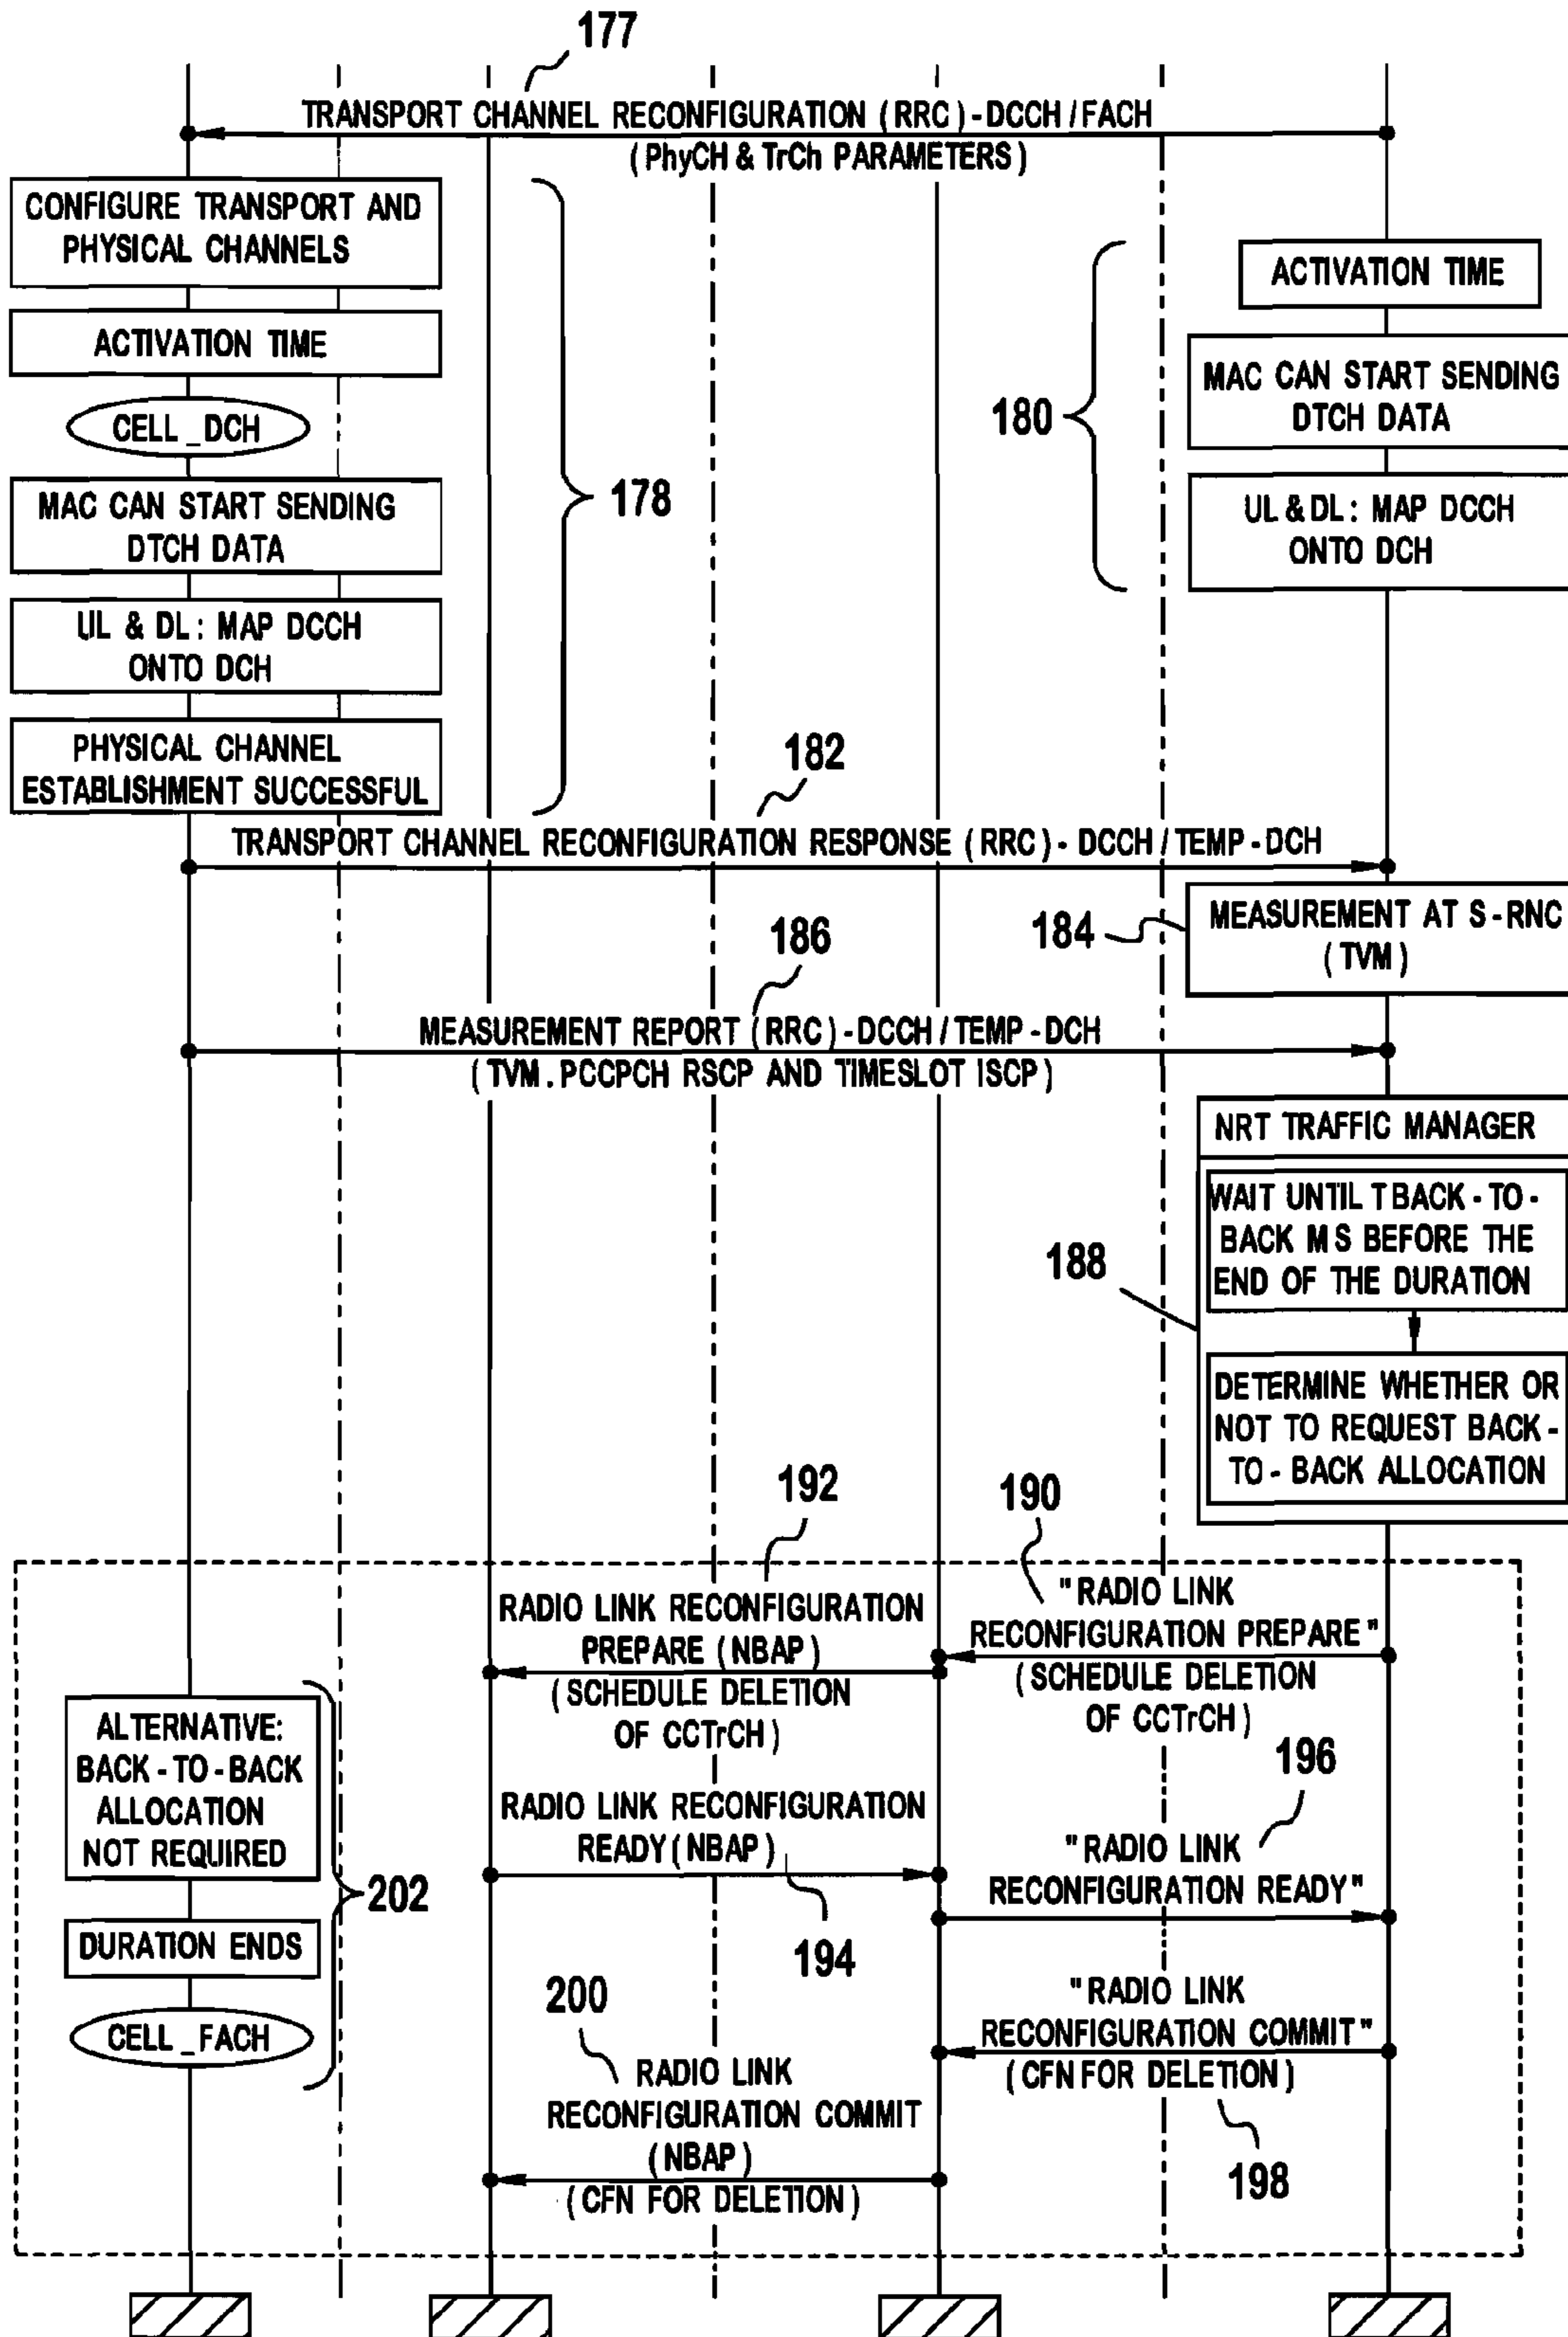 177
TRANSPORT CHANNEL RECONFIGURATION (RRC)-DCCH/FACH
(PhyCH & TrCh PARAMETERS)
CONFIGURE TRANSPORT AND
PHYSICAL CHANNELS
ACTIVATION TIME
CELL_DCH
MAC CAN START SENDING
DTCH DATA
UL & DL: MAP DCCH
ONTO DCH
PHYSICAL CHANNEL
ESTABLISHMENT SUCCESSFUL
178
180
ACTIVATION TIME
MAC CAN START SENDING
DTCH DATA
UL & DL: MAP DCCH
ONTO DCH
182
TRANSPORT CHANNEL RECONFIGURATION RESPONSE (RRC)- DCCH/TEMP-DCH
184
MEASUREMENT AT S-RNC
(TVM)
186
MEASUREMENT REPORT (RRC)-DCCH/TEMP-DCH
(TVM.PCCPCH RSCP AND TIMESLOT ISCP)
188
NRT TRAFFIC MANAGER
WAIT UNTIL T BACK-TO-
BACK MS BEFORE THE
END OF THE DURATION
DETERMINE WHETHER OR
NOT TO REQUEST BACK-
TO-BACK ALLOCATION
190
"RADIO LINK
RECONFIGURATION PREPARE"
(SCHEDULE DELETION
OF CCTrCH)
192
RADIO LINK RECONFIGURATION
PREPARE (NBAP)
(SCHEDULE DELETION
OF CCTrCH)
ALTERNATIVE:
BACK-TO-BACK
ALLOCATION
NOT REQUIRED
DURATION ENDS
CELL_FACH
202
RADIO LINK RECONFIGURATION
READY(NBAP)
194
196
"RADIO LINK
RECONFIGURATION READY"
"RADIO LINK
RECONFIGURATION COMMIT"
(CFN FOR DELETION)
198
200
RADIO LINK
RECONFIGURATION COMMIT
(NBAP)
(CFN FOR DELETION)